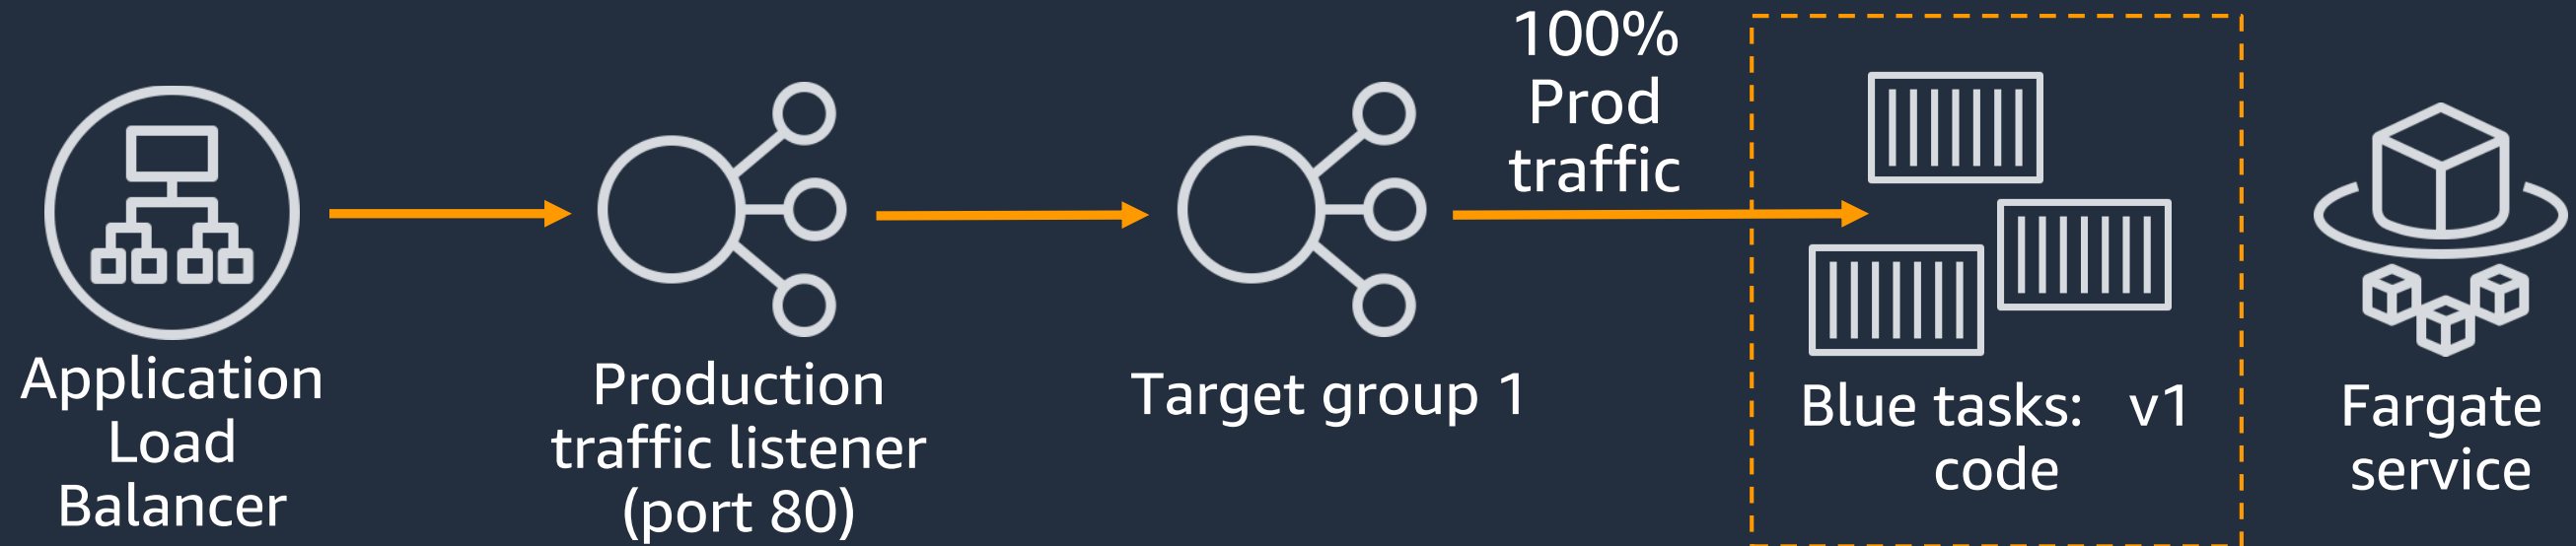 Application
Load
Balancer
Production
traffic listener
(port 80)
Target group 1
100%
Prod
traffic
Blue tasks: v1
code
Fargate
service